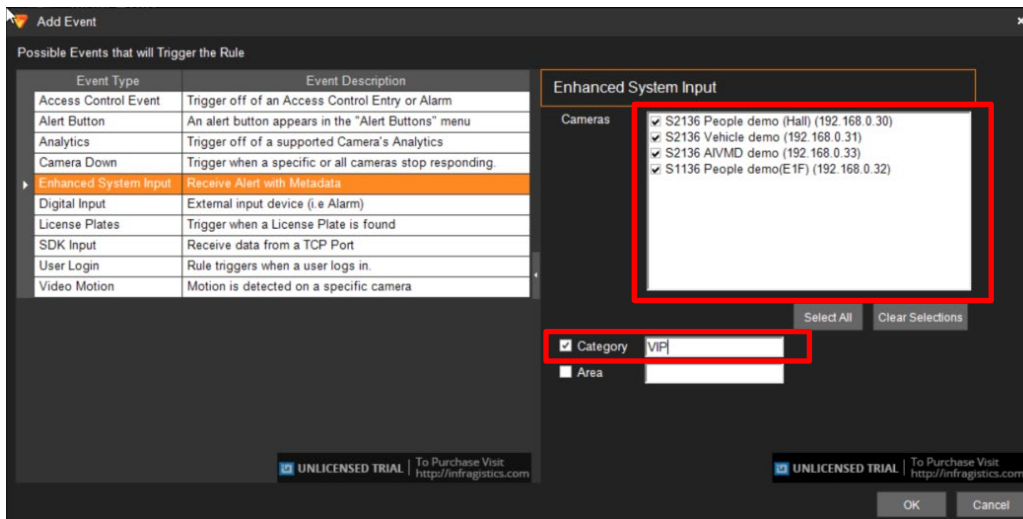 Add Event
Possible Events that will Trigger the Rule
Event Type Event Description
Access Control Event Trigger off of an Access Control Entry or Alarm
Alert Button An alert button appears in the "Alert Buttons" menu
Analytics Trigger off of a supported Camera's Analytics
Camera Down Trigger when a specific or all cameras stop responding.
Enhanced System Input Receive Alert with Metadata
Digital Input External input device (i.e Alarm)
License Plates Trigger when a License Plate is found
SDK Input Receive data from a TCP Port
User Login Rule triggers when a user logs in.
Video Motion Motion is detected on a specific camera
Enhanced System Input
Cameras
S2136 People demo (Hall) (192.168.0.30)
S2136 Vehicle demo (192.168.0.31)
S2136 AIVMD demo (192.168.0.33)
S1136 People demo(E1F) (192.168.0.32)
Select All Clear Selections
Category VIP
Area
UNLICENSED TRIAL To Purchase Visit
http://infragistics.com
UNLICENSED TRIAL To Purchase Visit
http://infragistics.com
OK Cancel